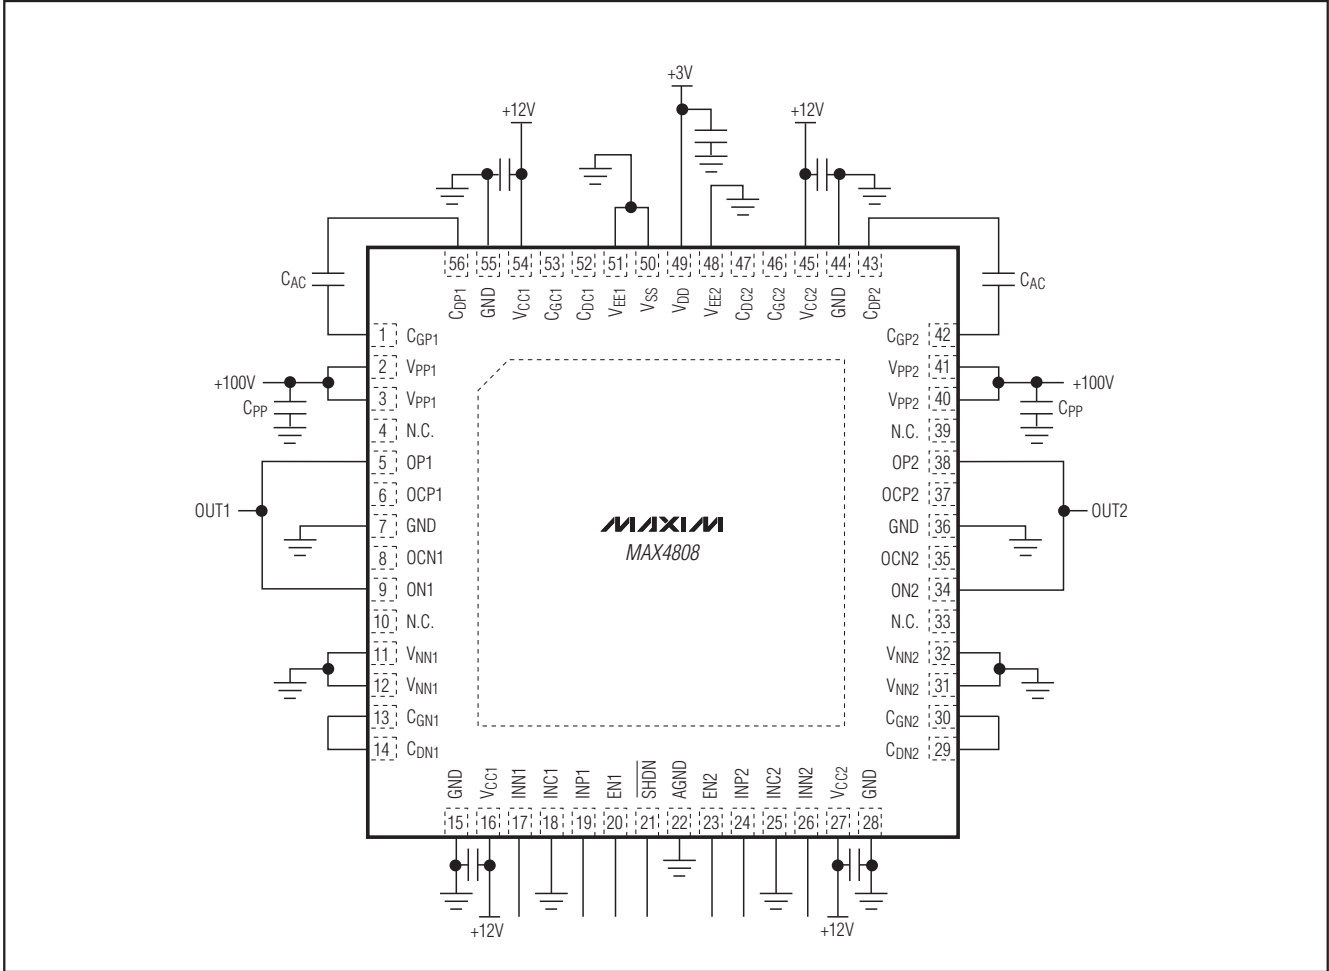 +3V
+12V
+12V
56 55 54 53 52 51 50 49 48 47 46 45 44 43
CDP1 GND VCC1 CGC1 CDC1 VEE1 VSS VDD VEE2 CDC2 CGC2 VCC2 GND CDP2
CAC
CAC
1 CGP1
CGP2 42
2 VPP1
VPP2 41
+100V
+100V
3 VPP1
VPP2 40
CPP
CPP
4 N.C.
N.C. 39
5 OP1
OP2 38
6 OCP1
OCP2 37
OUT1
OUT2
7 GND
GND 36
MAXIM
MAX4808
8 OCN1
OCN2 35
9 ON1
ON2 34
10 N.C.
N.C. 33
11 VNN1
VNN2 32
12 VNN1
VNN2 31
13 CGN1
CGN2 30
14 CDN1
CDN2 29
GND VCC1 INN1 INC1 INP1 EN1 SHDN AGND EN2 INP2 INC2 INN2 VCC2 GND
15 16 17 18 19 20 21 22 23 24 25 26 27 28
+12V
+12V